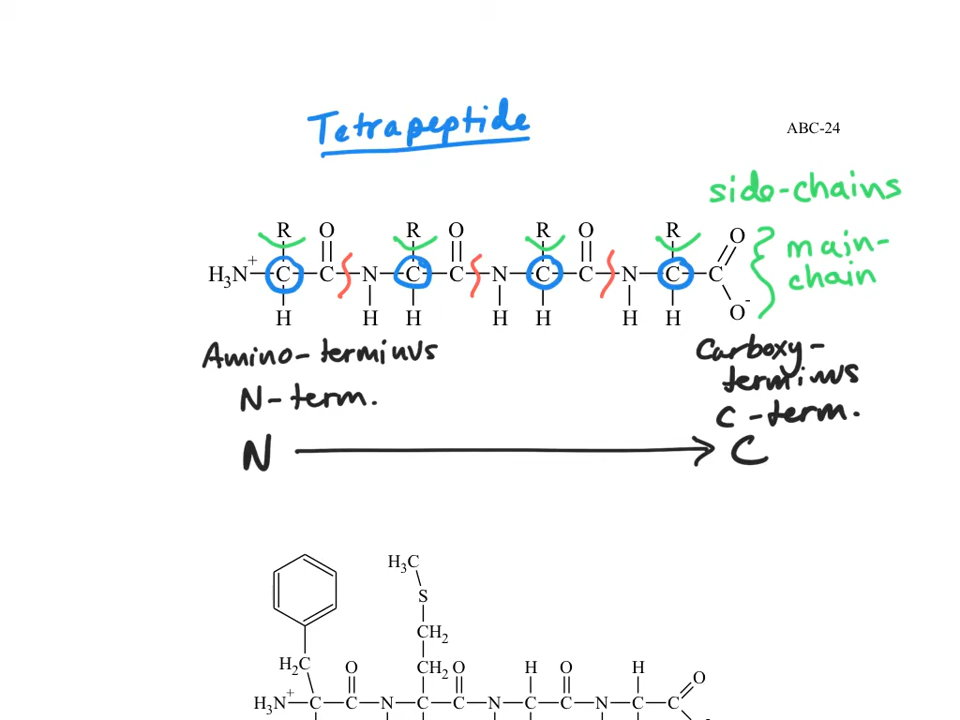 Tetrapeptide
ABC-24
side-chains
R O R O R O R O
main-
H3N+ C C N C C N C C N C C
chain
H H H H H H H O-
Amino-terminus
Carboxy-
terminus
N-term.
C-term.
N C
H3C
S
CH2
H2C O CH2 O H O H O
H3N+ C C N C C N C C N C C -